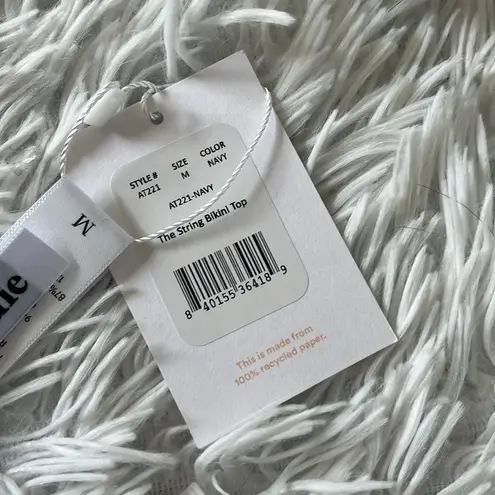 STYLE # SIZE COLOR
AT221 M NAVY
AT221-NAVY
The String Bikini Top
8 40155 36418 9
This is made from
100% recycled paper.
M